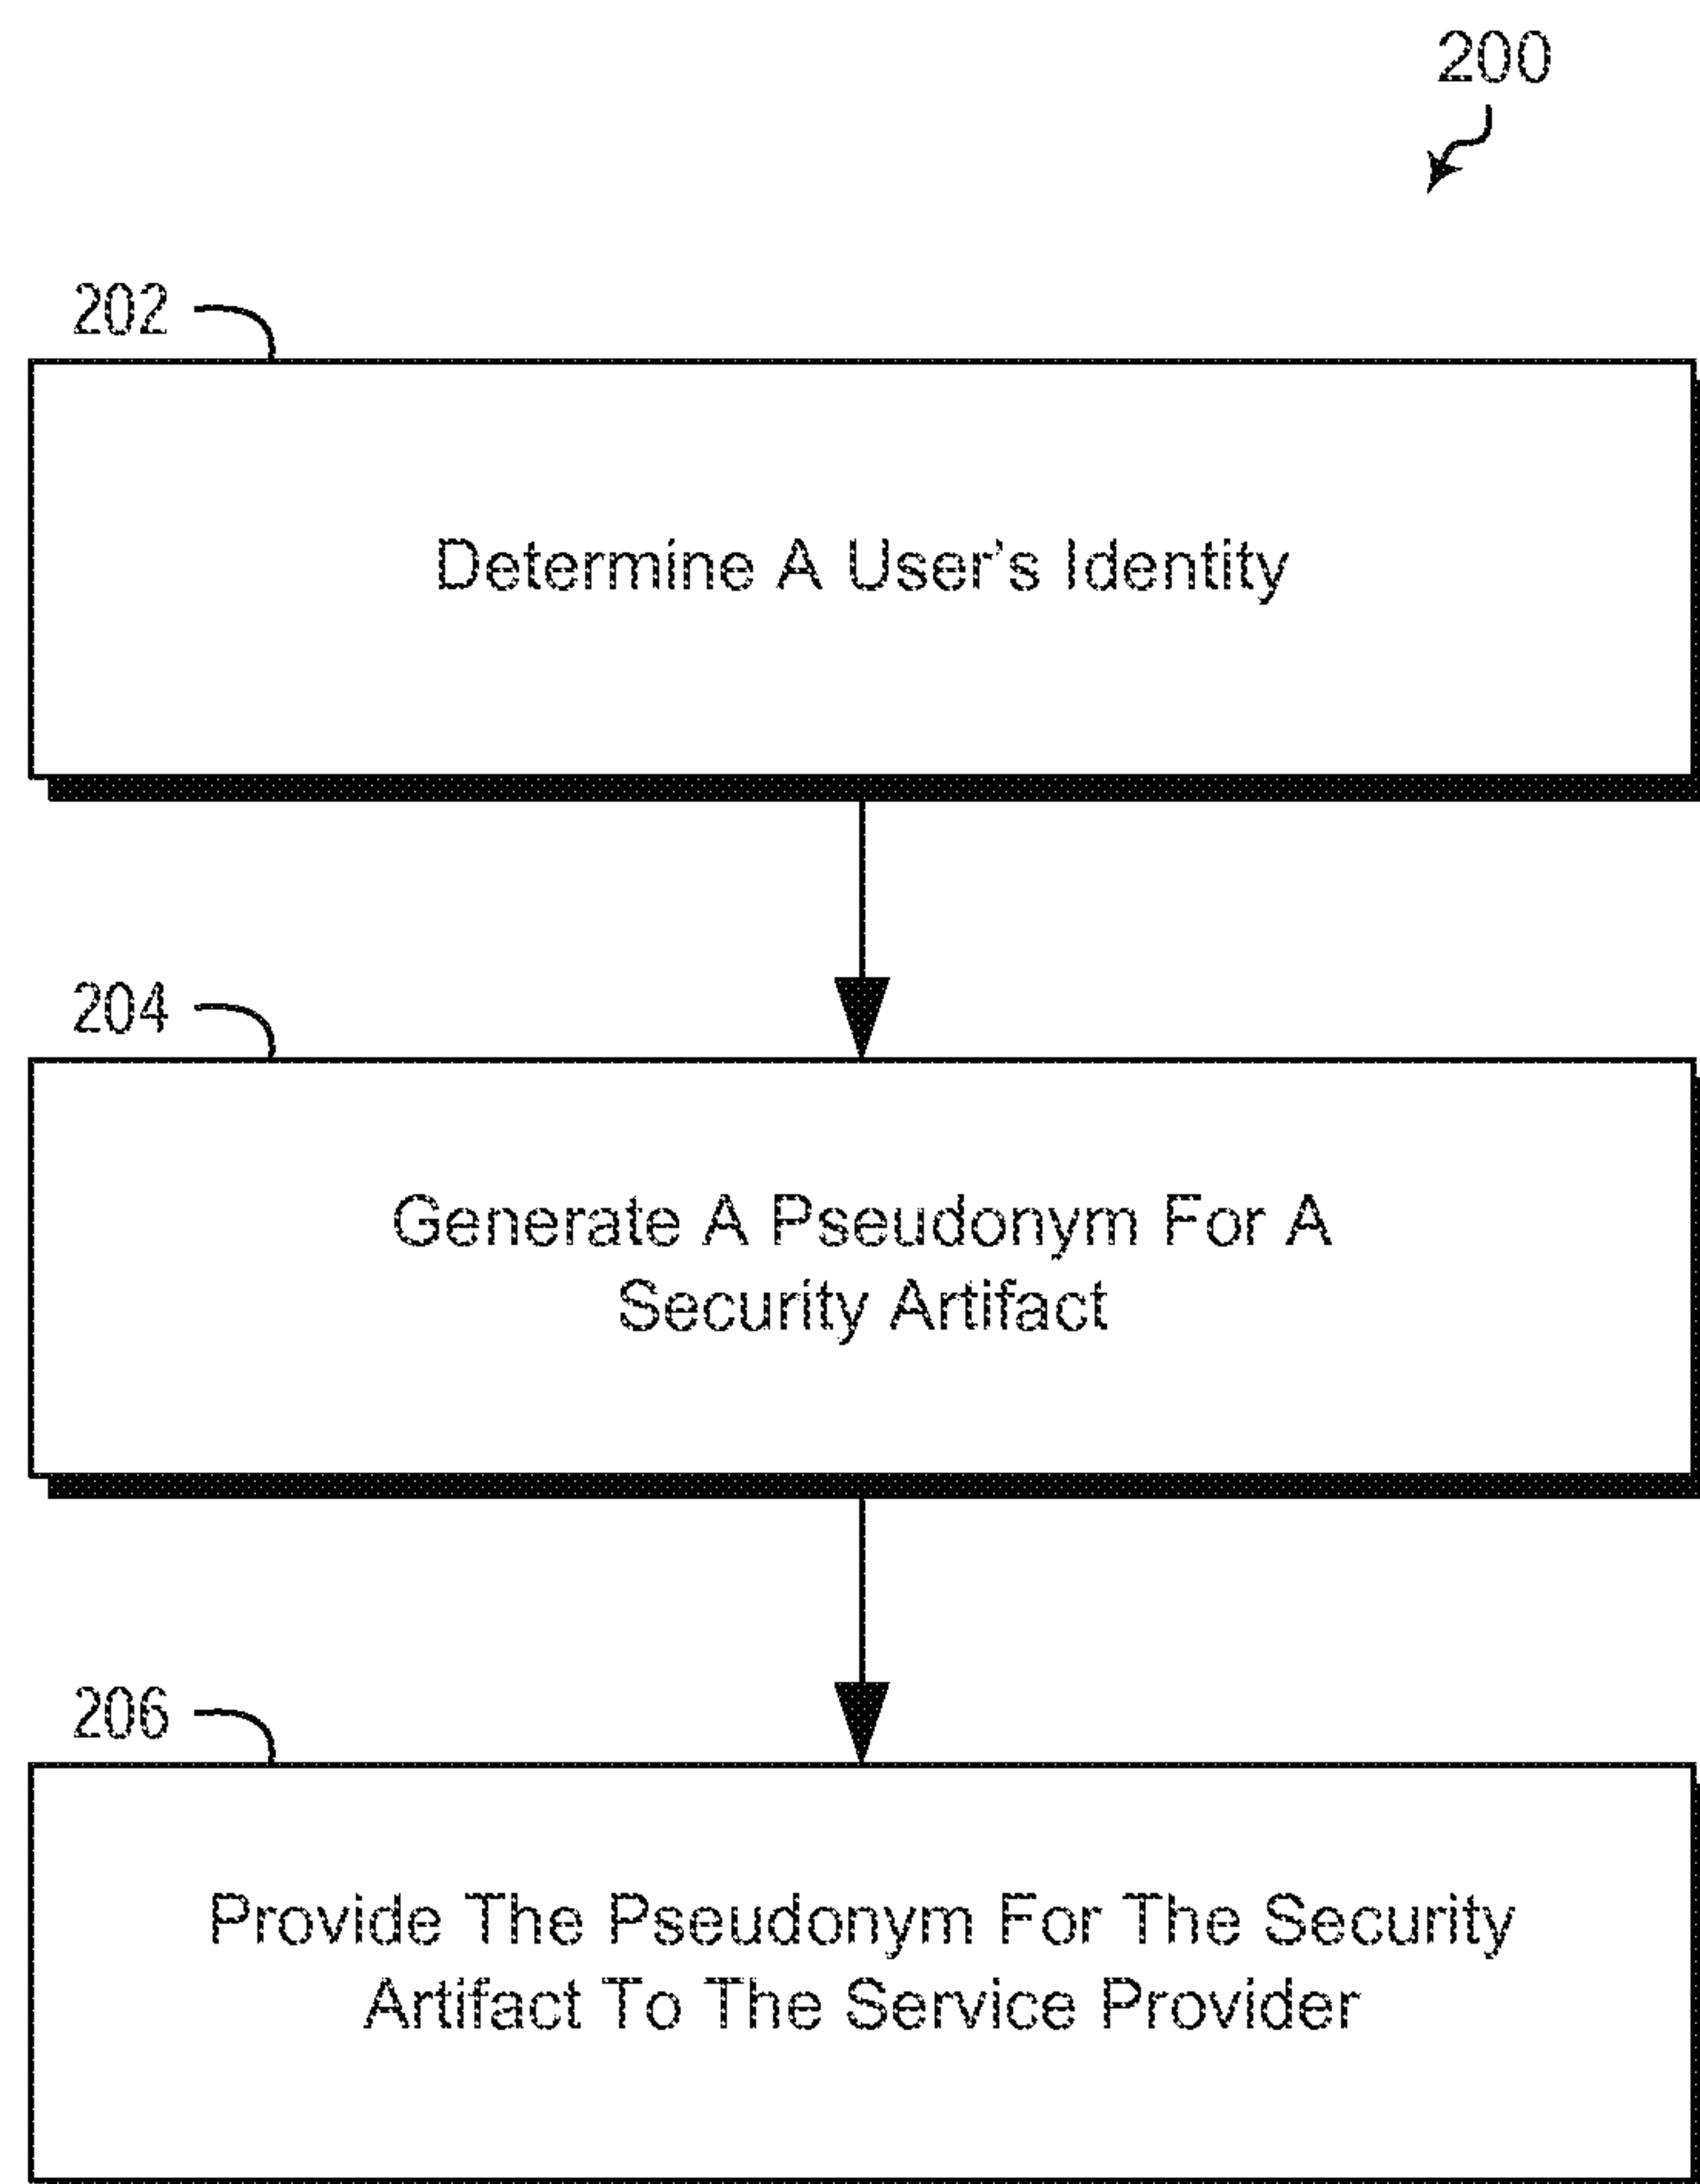 200
202
Determine A User's Identity
204
Generate A Pseudonym For A
Security Artifact
206
Provide The Pseudonym For The Security
Artifact To The Service Provider